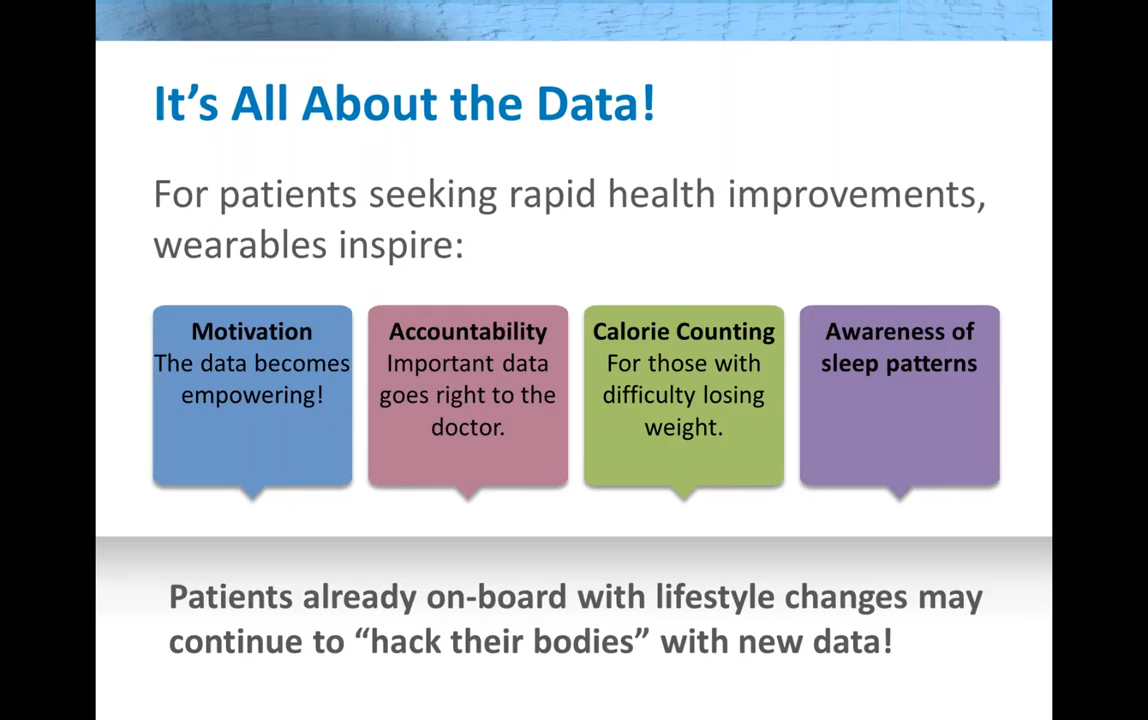 It’s All About the Data!
For patients seeking rapid health improvements,
wearables inspire:
Motivation
The data becomes
empowering!
Accountability
Important data
goes right to the
doctor.
Calorie Counting
For those with
difficulty losing
weight.
Awareness of
sleep patterns
Patients already on-board with lifestyle changes may
continue to “hack their bodies” with new data!